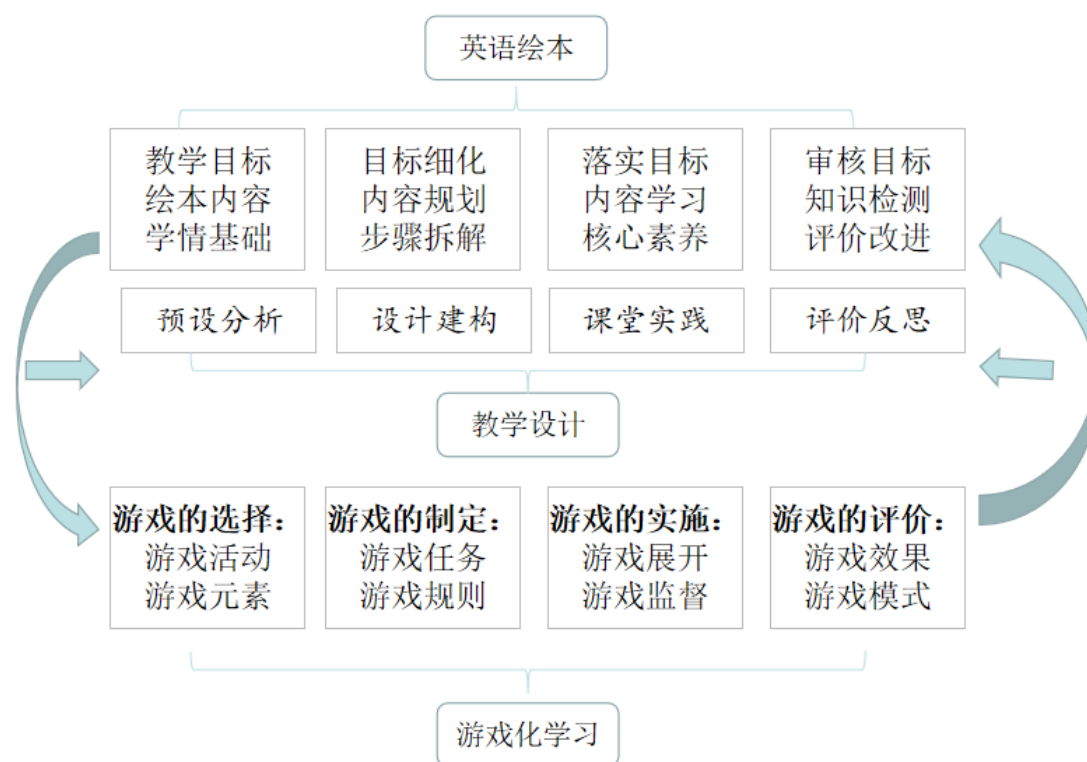 英语绘本
教学目标
绘本内容
学情基础
目标细化
内容规划
步骤拆解
落实目标
内容学习
核心素养
审核目标
知识检测
评价改进
预设分析
设计建构
课堂实践
评价反思
教学设计
游戏的选择：
游戏活动
游戏元素
游戏的制定：
游戏任务
游戏规则
游戏的实施：
游戏展开
游戏监督
游戏的评价：
游戏效果
游戏模式
游戏化学习